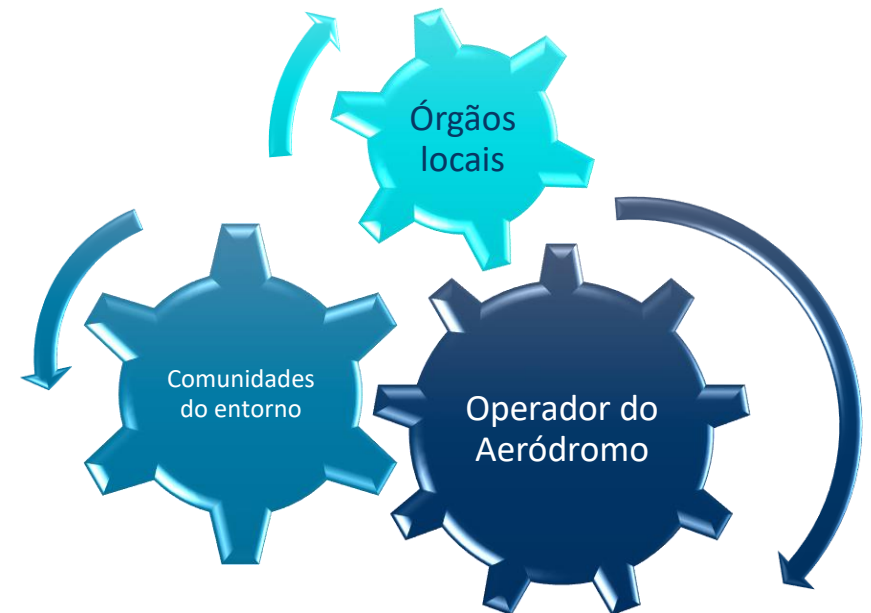 Órgãos
locais
Comunidades
do entorno
Operador do
Aeródromo